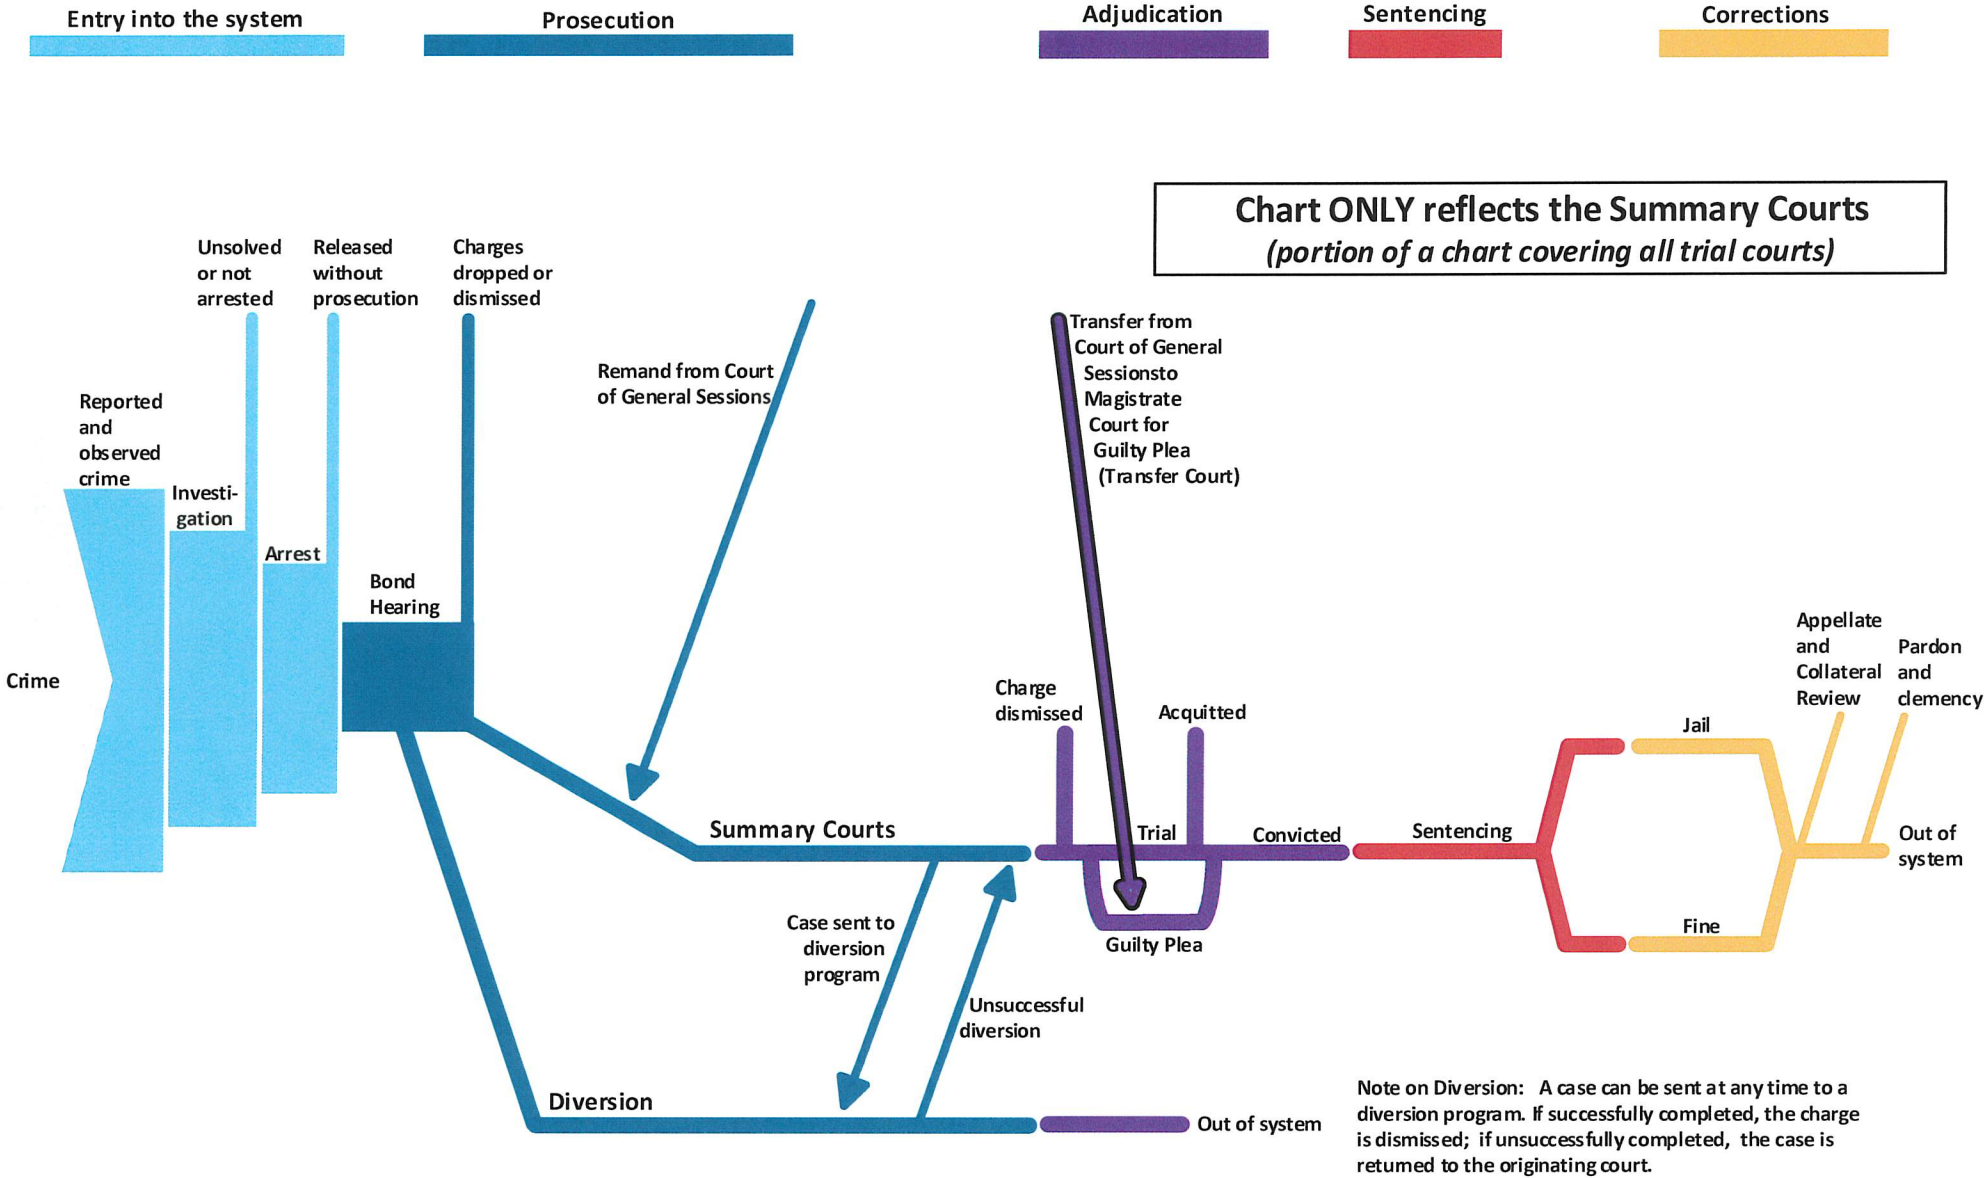 Entry into the system
Prosecution
Adjudication
Sentencing
Corrections
Chart ONLY reflects the Summary Courts
(portion of a chart covering all trial courts)
Unsolved
or not
arrested
Released
without
prosecution
Charges
dropped or
dismissed
Remand from Court
of General Sessions
Transfer from
Court of General
Sessionsto
Magistrate
Court for
Guilty Plea
(Transfer Court)
Reported
and
observed
crime
Investi-
gation
Arrest
Bond
Hearing
Crime
Charge
dismissed
Acquitted
Appellate
and
Collateral
Review
Pardon
and
clemency
Jail
Summary Courts
Trial
Convicted
Sentencing
Out of
system
Case sent to
diversion
program
Guilty Plea
Fine
Unsuccessful
diversion
Diversion
Out of system
Note on Diversion: A case can be sent at any time to a
diversion program. If successfully completed, the charge
is dismissed; if unsuccessfully completed, the case is
returned to the originating court.